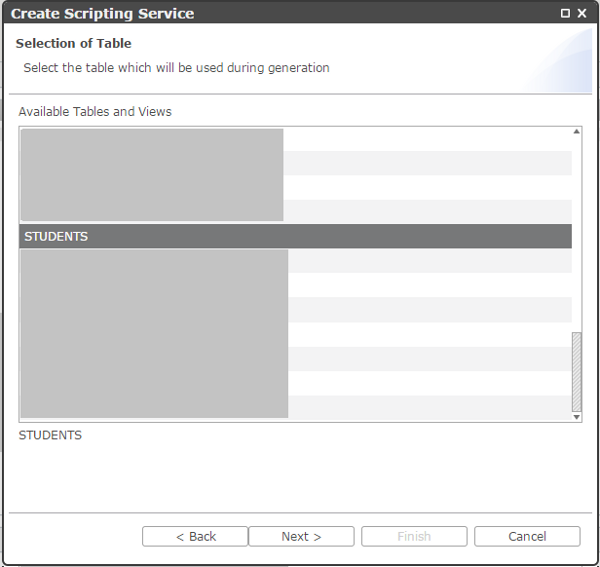 Create Scripting Service
Selection of Table
Select the table which will be used during generation
Available Tables and Views
STUDENTS
STUDENTS
< Back
Next >
Finish
Cancel